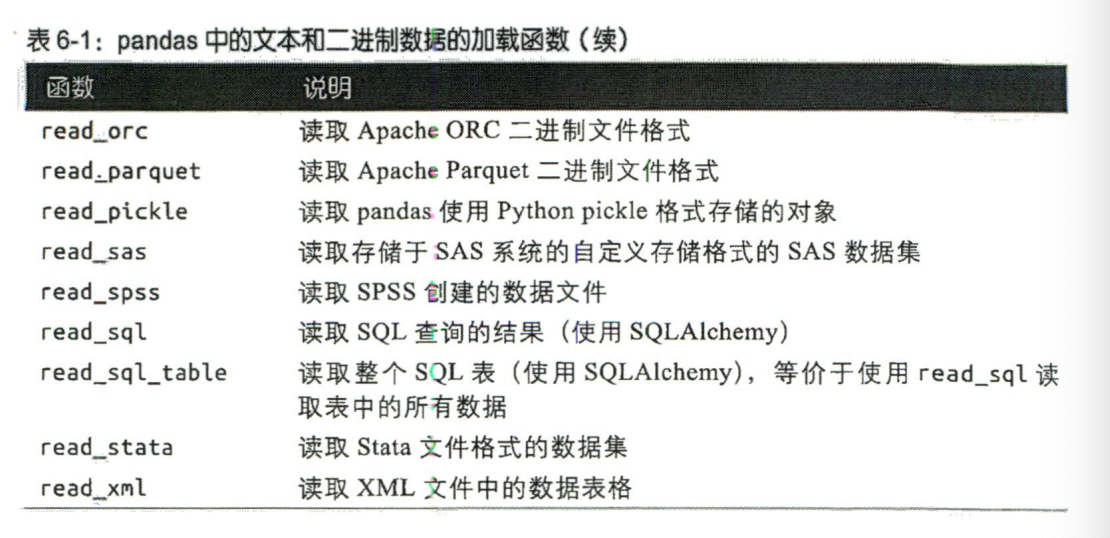 表 6-1：pandas 中的文本和二进制数据的加载函数（续）
函数 说明
read_orc 读取 Apache ORC 二进制文件格式
read_parquet 读取 Apache Parquet 二进制文件格式
read_pickle 读取 pandas 使用 Python pickle 格式存储的对象
read_sas 读取存储于 SAS 系统的自定义存储格式的 SAS 数据集
read_spss 读取 SPSS 创建的数据文件
read_sql 读取 SQL 查询的结果（使用 SQLAlchemy）
read_sql_table 读取整个 SQL 表（使用 SQLAlchemy），等价于使用 read_sql 读
取表中的所有数据
read_stata 读取 Stata 文件格式的数据集
read_xml 读取 XML 文件中的数据表格